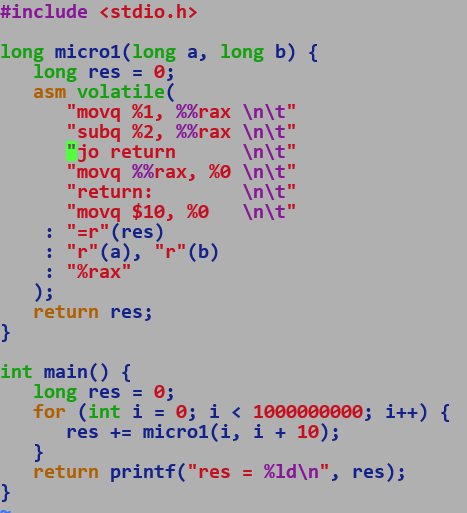 #include <stdio.h>
long micro1(long a, long b) {
long res = 0;
asm volatile(
"movq %1, %%rax \n\t"
"subq %2, %%rax \n\t"
"jo return \n\t"
"movq %%rax, %0 \n\t"
"return: \n\t"
"movq $10, %0 \n\t"
: "=r"(res)
: "r"(a), "r"(b)
: "%rax"
);
return res;
}
int main() {
long res = 0;
for (int i = 0; i < 1000000000; i++) {
res += micro1(i, i + 10);
}
return printf("res = %ld\n", res);
}
~